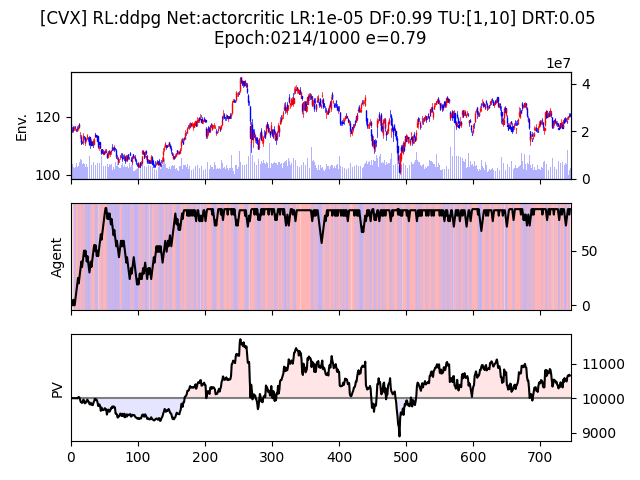 [CVX] RL:ddpg Net:actorcritic LR:1e-05 DF:0.99 TU:[1,10] DRT:0.05
Epoch:0214/1000 e=0.79
1e7
Env.
120
100
4
2
0
Agent
50
0
PV
11000
10000
9000
0 100 200 300 400 500 600 700